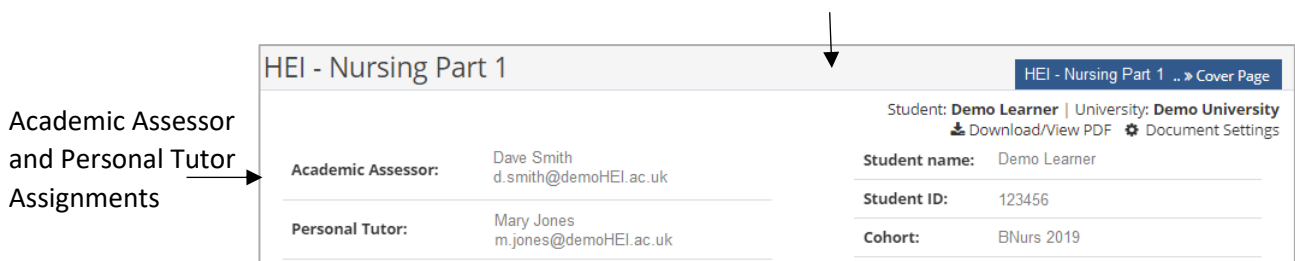 HEI - Nursing Part 1
HEI - Nursing Part 1 .. » Cover Page
Student: Demo Learner | University: Demo University
Download/View PDF Document Settings
Academic Assessor
and Personal Tutor
Assignments
Academic Assessor:
Dave Smith
d.smith@demoHEI.ac.uk
Personal Tutor:
Mary Jones
m.jones@demoHEI.ac.uk
Student name: Demo Learner
Student ID: 123456
Cohort: BNurs 2019